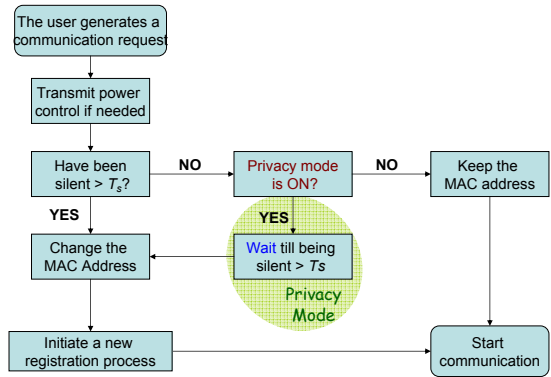 The user generates a
communication request
Transmit power
control if needed
Have been
silent > Ts?
NO
Privacy mode
is ON?
NO
Keep the
MAC address
YES
YES
Change the
MAC Address
Wait till being
silent > Ts
Privacy
Mode
Initiate a new
registration process
Start
communication